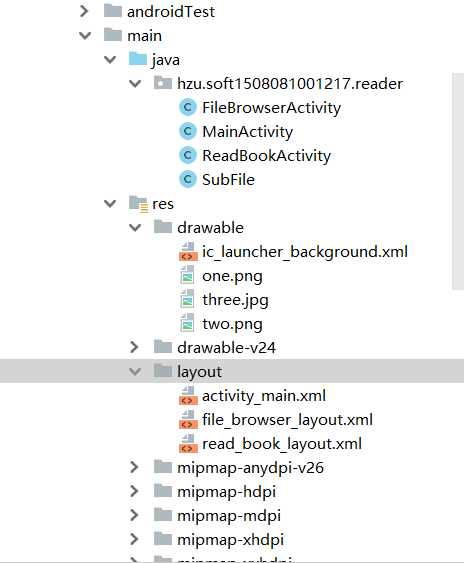 androidTest
main
java
hzu.soft1508081001217.reader
FileBrowserActivity
MainActivity
ReadBookActivity
SubFile
res
drawable
ic_launcher_background.xml
one.png
three.jpg
two.png
drawable-v24
layout
activity_main.xml
file_browser_layout.xml
read_book_layout.xml
mipmap-anydpi-v26
mipmap-hdpi
mipmap-mdpi
mipmap-xhdpi
mipmap-xxhdpi